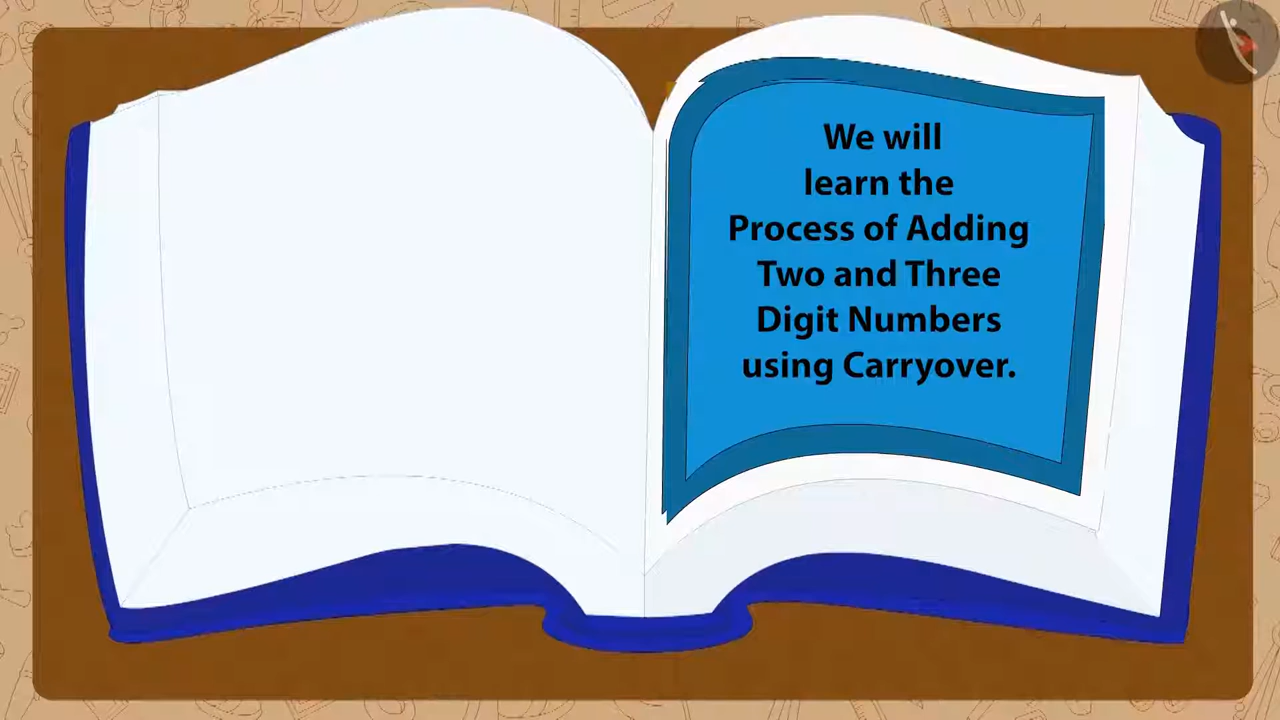 We will
learn the
Process of Adding
Two and Three
Digit Numbers
using Carryover.